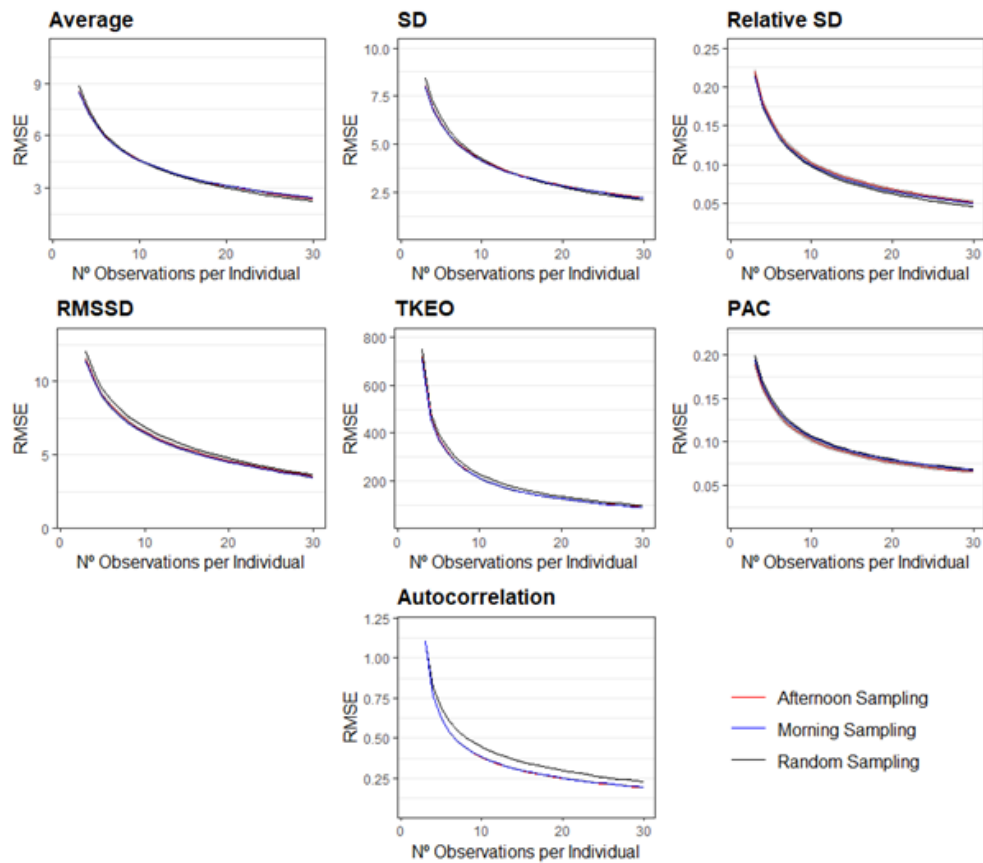 Average
SD
Relative SD
RMSE
9
6
3
0
10
20
30
Nº Observations per Individual
RMSE
10.0
7.5
5.0
2.5
0
10
20
30
Nº Observations per Individual
RMSE
0.25
0.20
0.15
0.10
0.05
0
10
20
30
Nº Observations per Individual
RMSSD
TKEO
PAC
RMSE
10
5
0
0
10
20
30
Nº Observations per Individual
RMSE
800
600
400
200
0
10
20
30
Nº Observations per Individual
RMSE
0.20
0.15
0.10
0.05
0
10
20
30
Nº Observations per Individual
Autocorrelation
RMSE
1.25
1.00
0.75
0.50
0.25
0
10
20
30
Nº Observations per Individual
Afternoon Sampling
Morning Sampling
Random Sampling